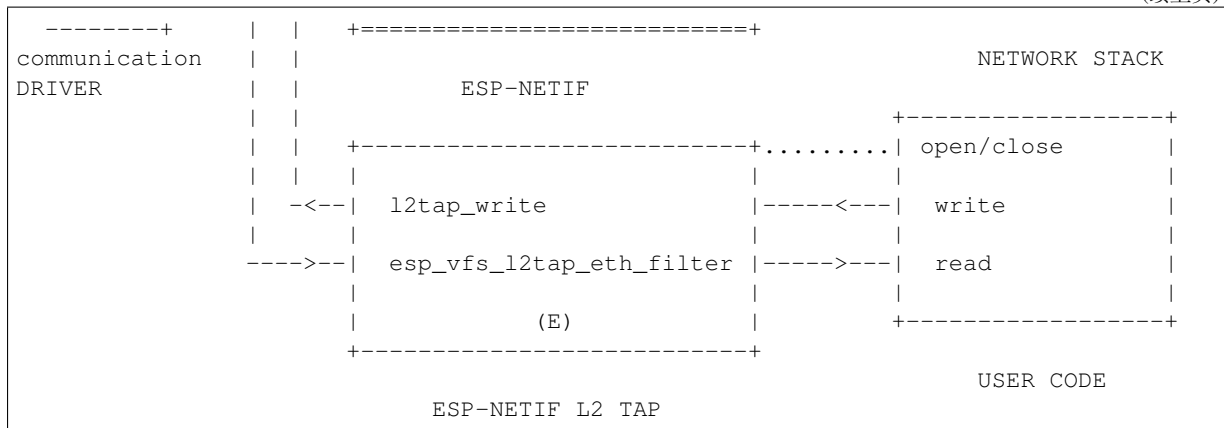 --------+      |  |   +===========================+
communication  |  |                                           NETWORK STACK
DRIVER         |  |           ESP-NETIF
               |  |                                         +------------------+
               |  |   +---------------------------+.........| open/close       |
               |  |   |                           |         |                  |
               |  -<--|  l2tap_write              |-----<---|  write           |
               |      |                           |         |                  |
               ---->--|  esp_vfs_l2tap_eth_filter |----->---|  read            |
                      |                           |         |                  |
                      |            (E)            |         +------------------+
                      +---------------------------+
                                                              USER CODE
                           ESP-NETIF L2 TAP